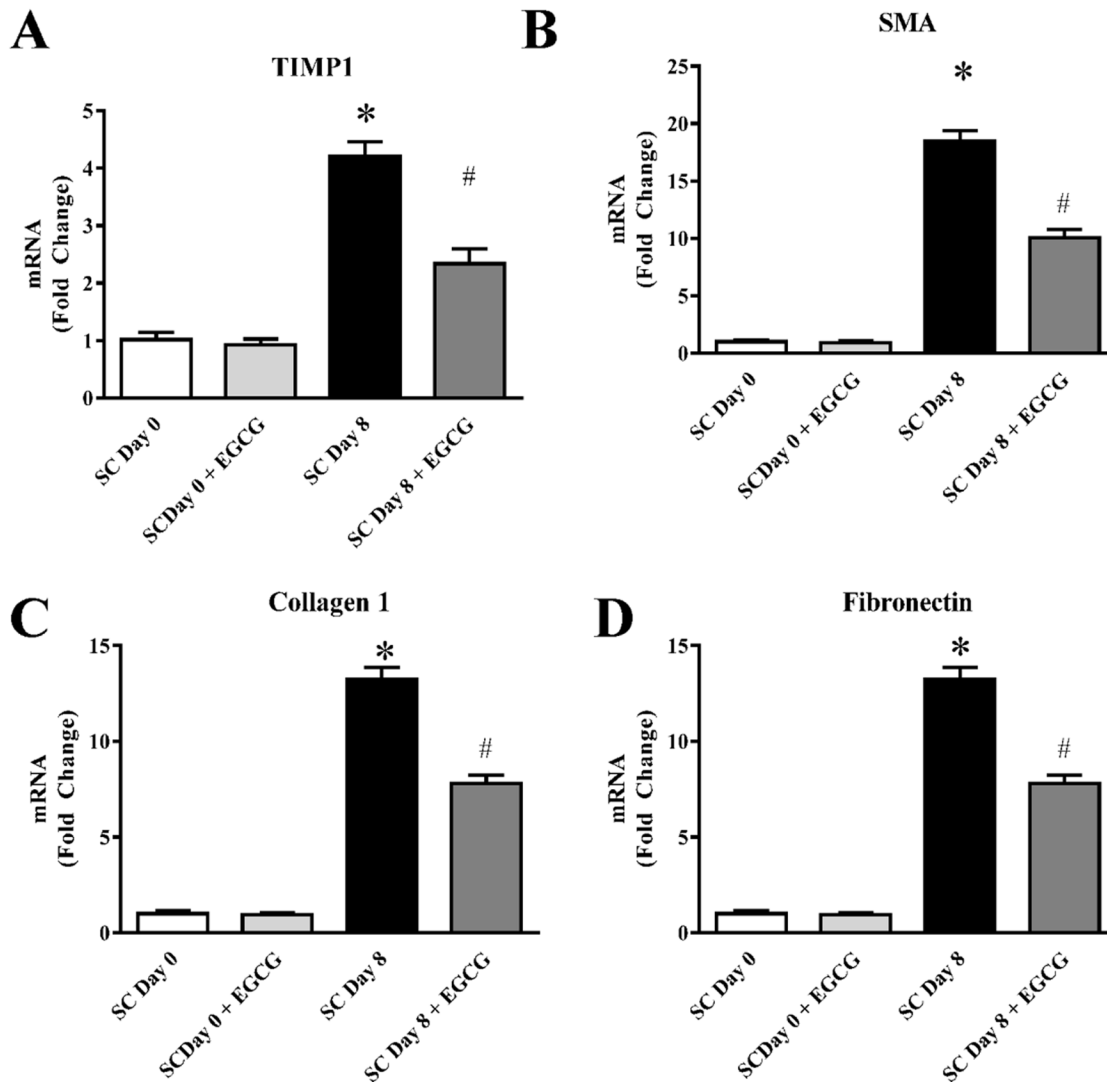 A
TIMP1
mRNA
(Fold Change)
5
4
3
2
1
0
*
#
SC Day 0
SCDay 0 + EGCG
SC Day 8
SC Day 8 + EGCG
B
SMA
mRNA
(Fold Change)
25
20
15
10
5
0
*
#
SC Day 0
SCDay 0 + EGCG
SC Day 8
SC Day 8 + EGCG
C
Collagen 1
mRNA
(Fold Change)
15
10
5
0
*
#
SC Day 0
SCDay 0 + EGCG
SC Day 8
SC Day 8 + EGCG
D
Fibronectin
mRNA
(Fold Change)
15
10
5
0
*
#
SC Day 0
SCDay 0 + EGCG
SC Day 8
SC Day 8 + EGCG